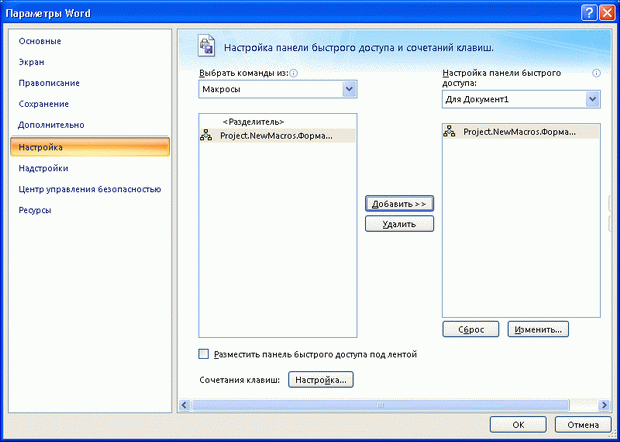 Параметры Word
Основные
Экран
Правописание
Сохранение
Дополнительно
Настройка
Надстройки
Центр управления безопасностью
Ресурсы
Настройка панели быстрого доступа и сочетаний клавиш.
Выбрать команды из:
Макросы
<Разделитель>
Project.NewMacros.Форма...
Добавить >>
Удалить
Настройка панели быстрого
доступа:
Для Документ1
Project.NewMacros.Форма...
Сброс
Изменить...
Разместить панель быстрого доступа под лентой
Сочетания клавиш:
Настройка...
ОК
Отмена